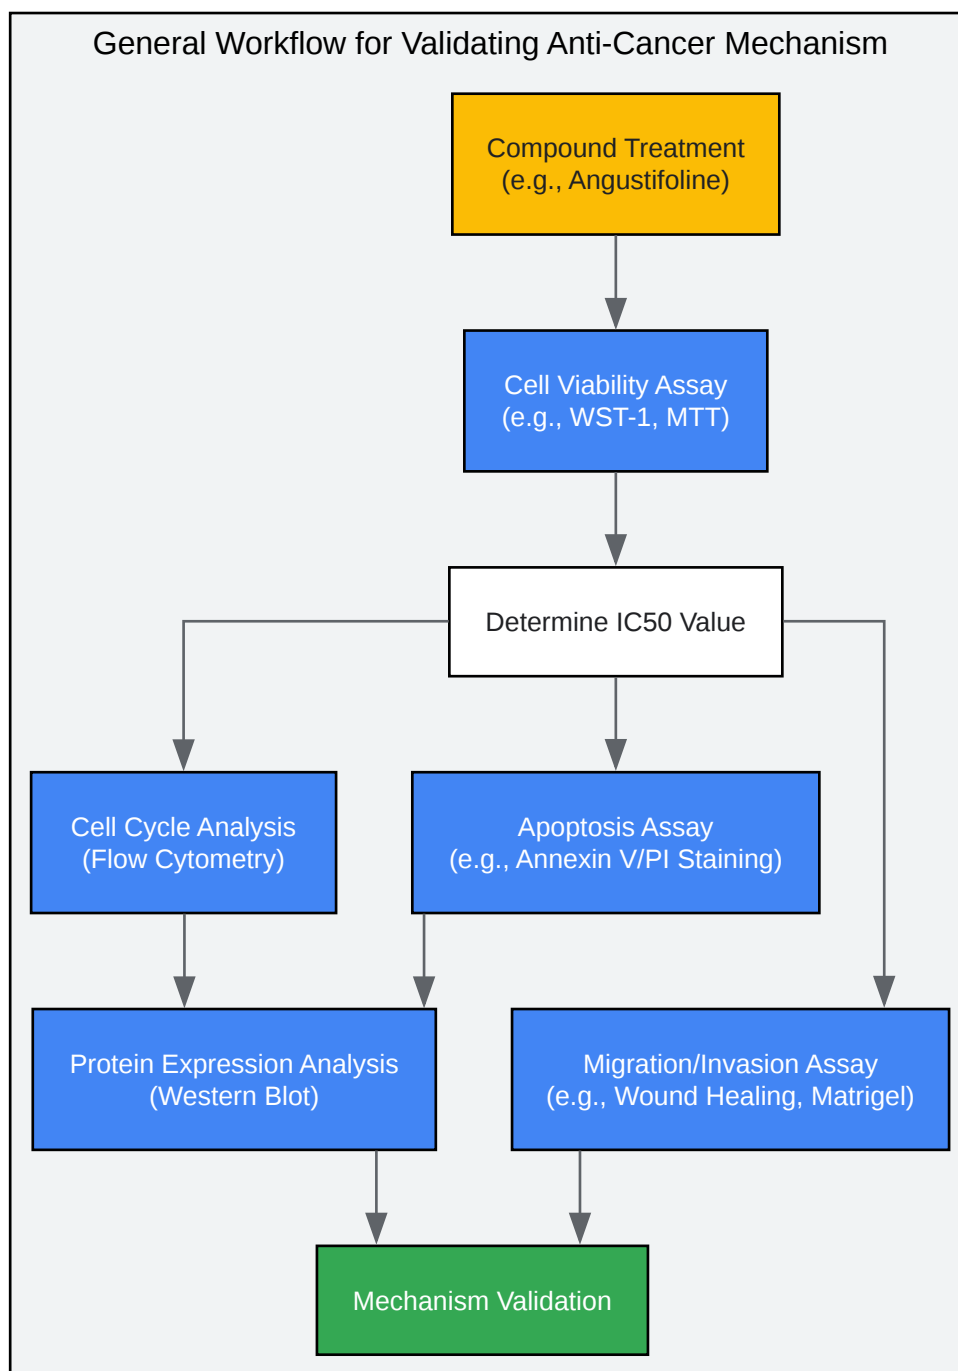 General Workflow for Validating Anti-Cancer Mechanism
Compound Treatment
(e.g., Angustifoline)
Cell Viability Assay
(e.g., WST-1, MTT)
Determine IC50 Value
Cell Cycle Analysis
(Flow Cytometry)
Apoptosis Assay
(e.g., Annexin V/PI Staining)
Protein Expression Analysis
(Western Blot)
Migration/Invasion Assay
(e.g., Wound Healing, Matrigel)
Mechanism Validation